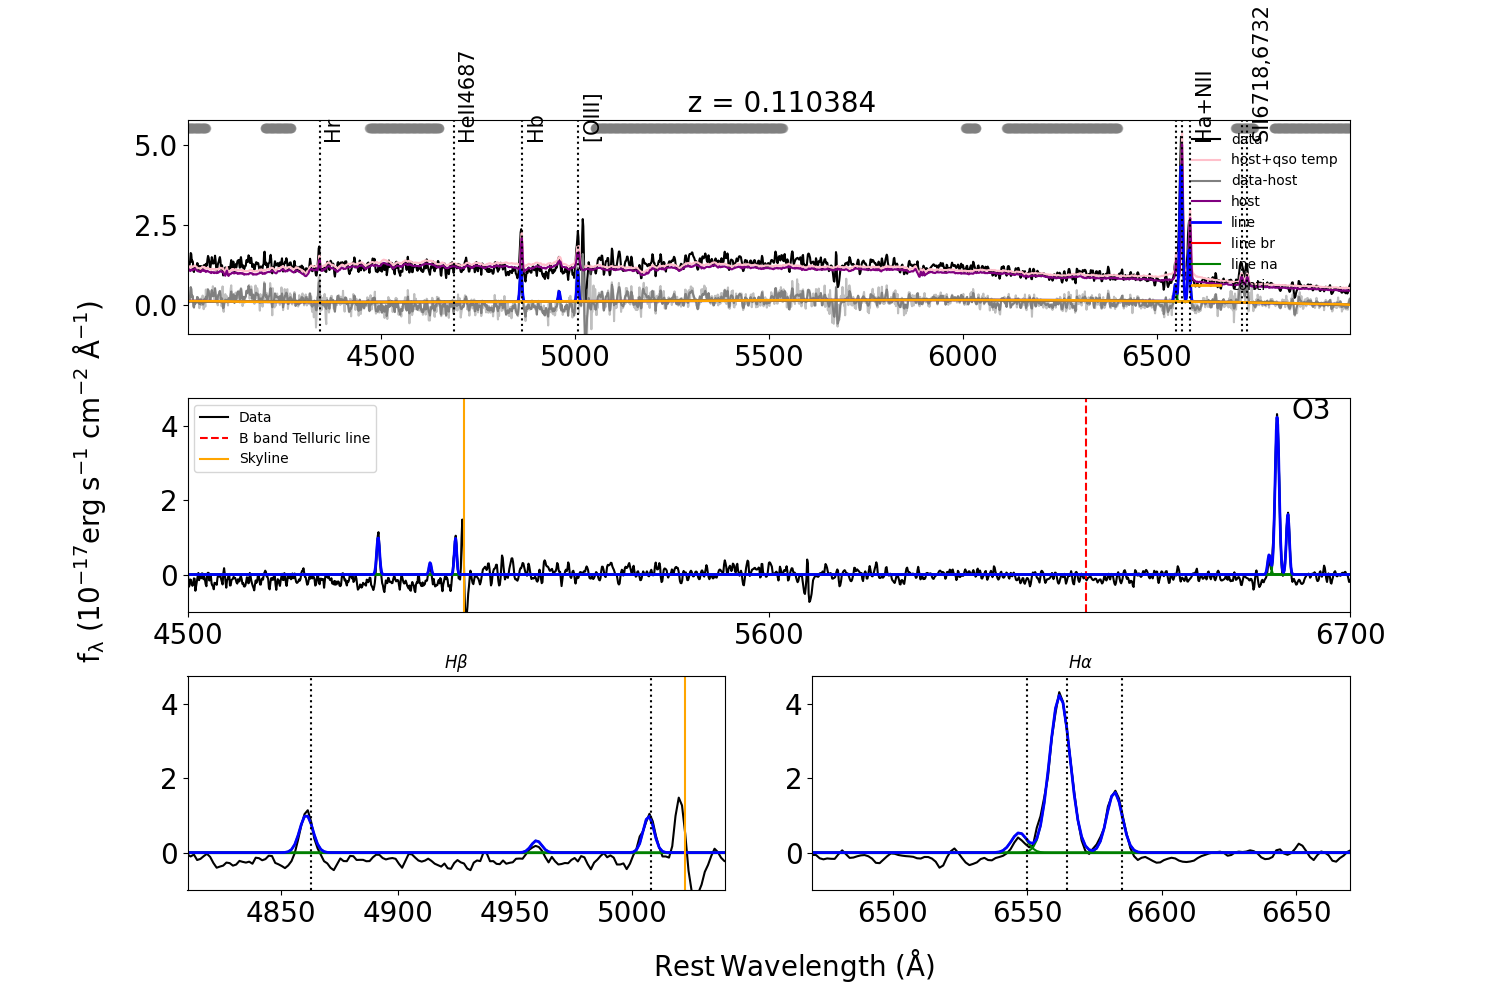 z = 0.110384
Hr
HeII4687
Hb
[OIII]
Ha+NII
SII6718,6732
5.0
2.5
0.0
data
host+qso temp
data-host
host
line
line br
line na
4500
5000
5500
6000
6500
f_λ (10^−17 erg s^−1 cm^−2 Å^−1)
4
2
0
Data
B band Telluric line
Skyline
O3
4500
5600
6700
Hβ
4
2
0
4850
4900
4950
5000
Hα
4
2
0
6500
6550
6600
6650
Rest Wavelength (Å)